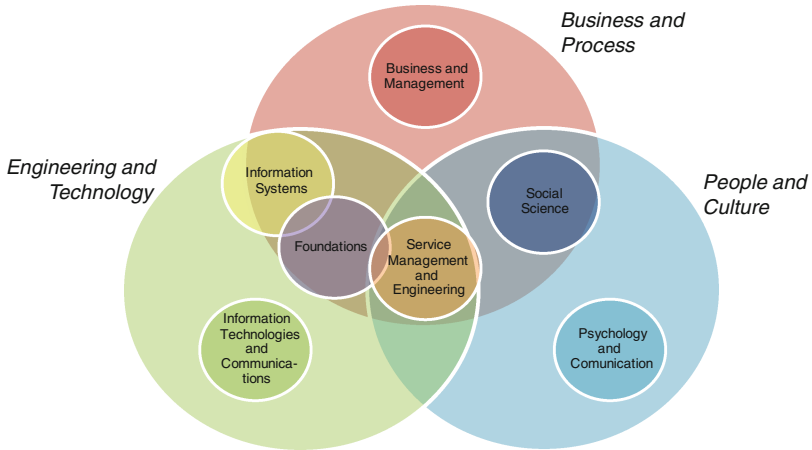 Business and
Process
Business and
Management
Engineering and
Technology
Information
Systems
Social
Science
People and
Culture
Foundations
Service
Management
and
Engineering
Information
Technologies
and
Communica-
tions
Psychology
and
Comunication